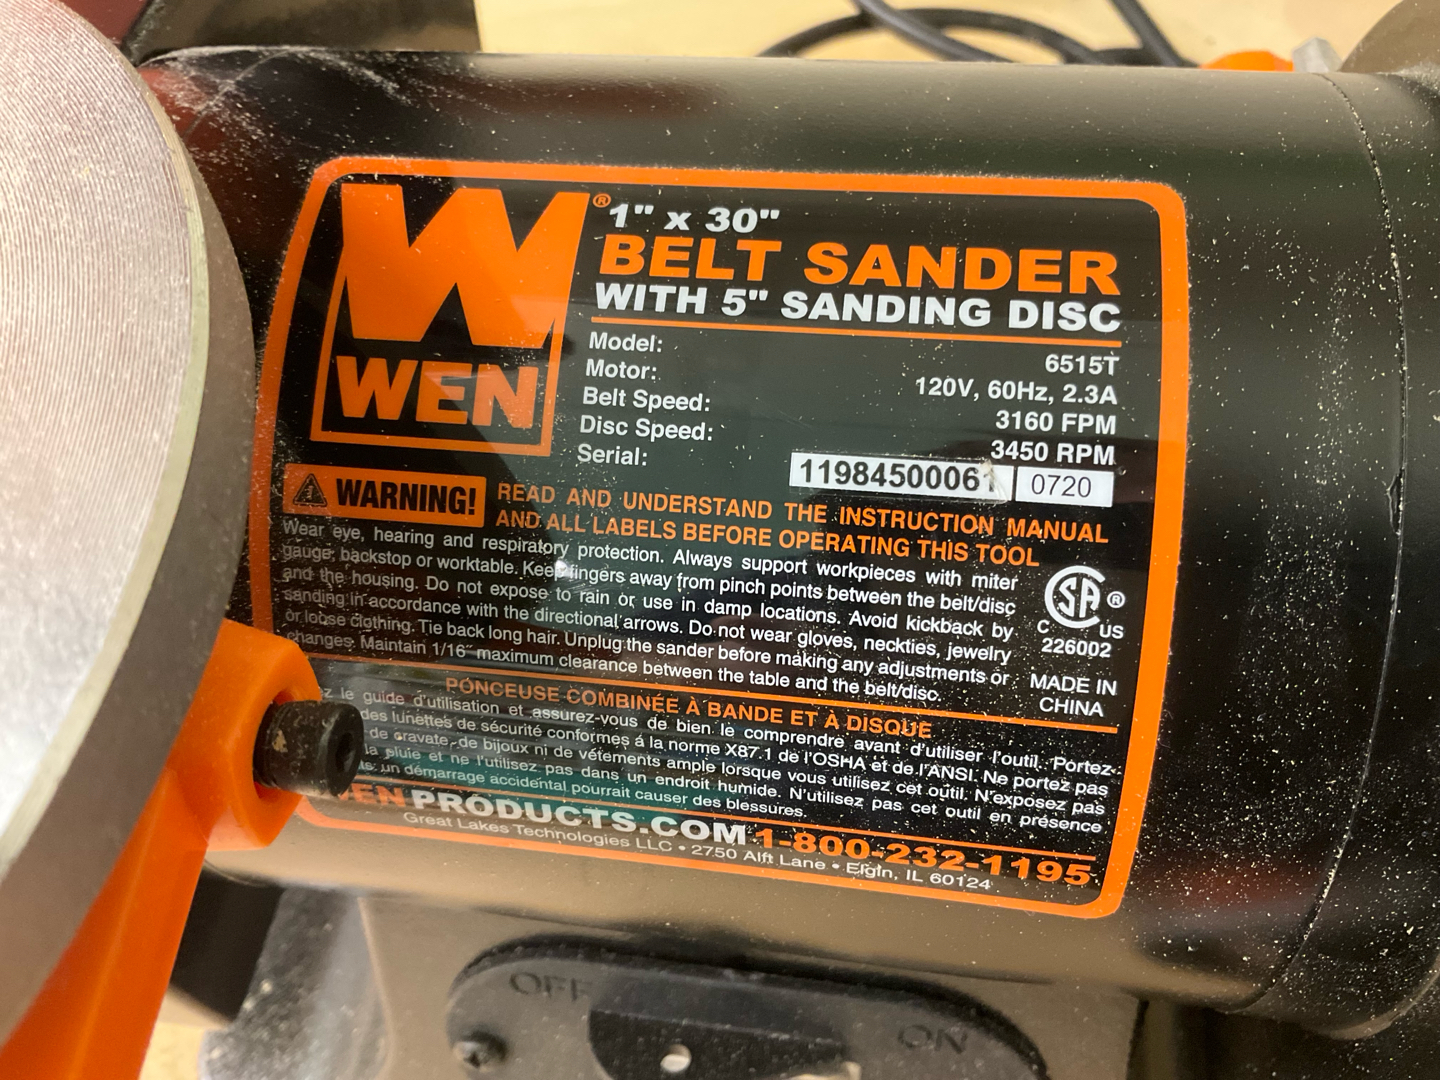 WEN
®
1" x 30"
BELT SANDER
WITH 5" SANDING DISC
Model: 6515T
Motor: 120V, 60Hz, 2.3A
Belt Speed: 3160 FPM
Disc Speed: 3450 RPM
Serial: 11984500061 0720
WARNING! READ AND UNDERSTAND THE INSTRUCTION MANUAL
AND ALL LABELS BEFORE OPERATING THIS TOOL
Wear eye, hearing and respiratory protection. Always support workpieces with miter
gauge, backstop or worktable. Keep fingers away from pinch points between the belt/disc
and the housing. Do not expose to rain or use in damp locations. Avoid kickback by
sanding in accordance with the directional arrows. Do not wear gloves, neckties, jewelry
or loose clothing. Tie back long hair. Unplug the sander before making any adjustments or
changes. Maintain 1/16" maximum clearance between the table and the belt/disc.
SA ®
C US
226002
MADE IN
CHINA
PONCEUSE COMBINÉE À BANDE ET À DISQUE
le guide d'utilisation et assurez-vous de bien le comprendre avant d'utiliser l'outil. Portez-
des lunettes de sécurité conformes á la norme X87.1 de l'OSHA et de l'ANSI. Ne portez pas
de cravate, de bijoux ni de vêtements ample lorsque vous utilisez cet outil. N'exposez pas
la pluie et ne l'utilisez pas dans un endroit humide. N'utilisez pas cet outil en présence
un démarrage accidental pourrait causer des blessures.
WENPRODUCTS.COM 1-800-232-1195
Great Lakes Technologies LLC • 2750 Alft Lane • Elgin, IL 60124
OFF ON